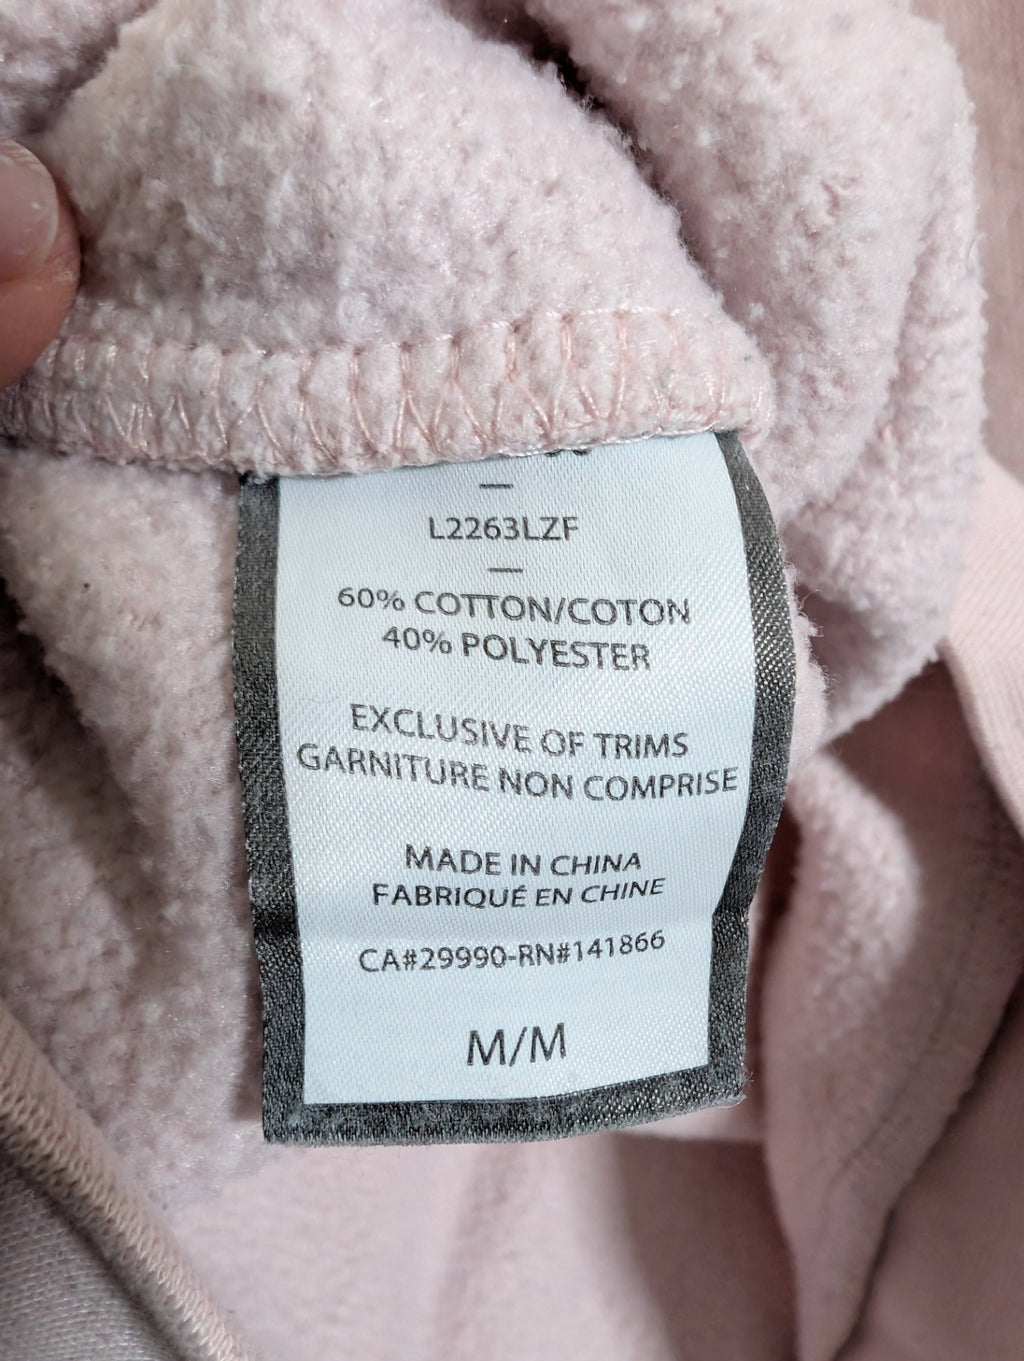 L2263LZF
60% COTTON/COTON
40% POLYESTER
EXCLUSIVE OF TRIMS
GARNITURE NON COMPRISE
MADE IN CHINA
FABRIQUÉ EN CHINE
CA#29990-RN#141866
M/M